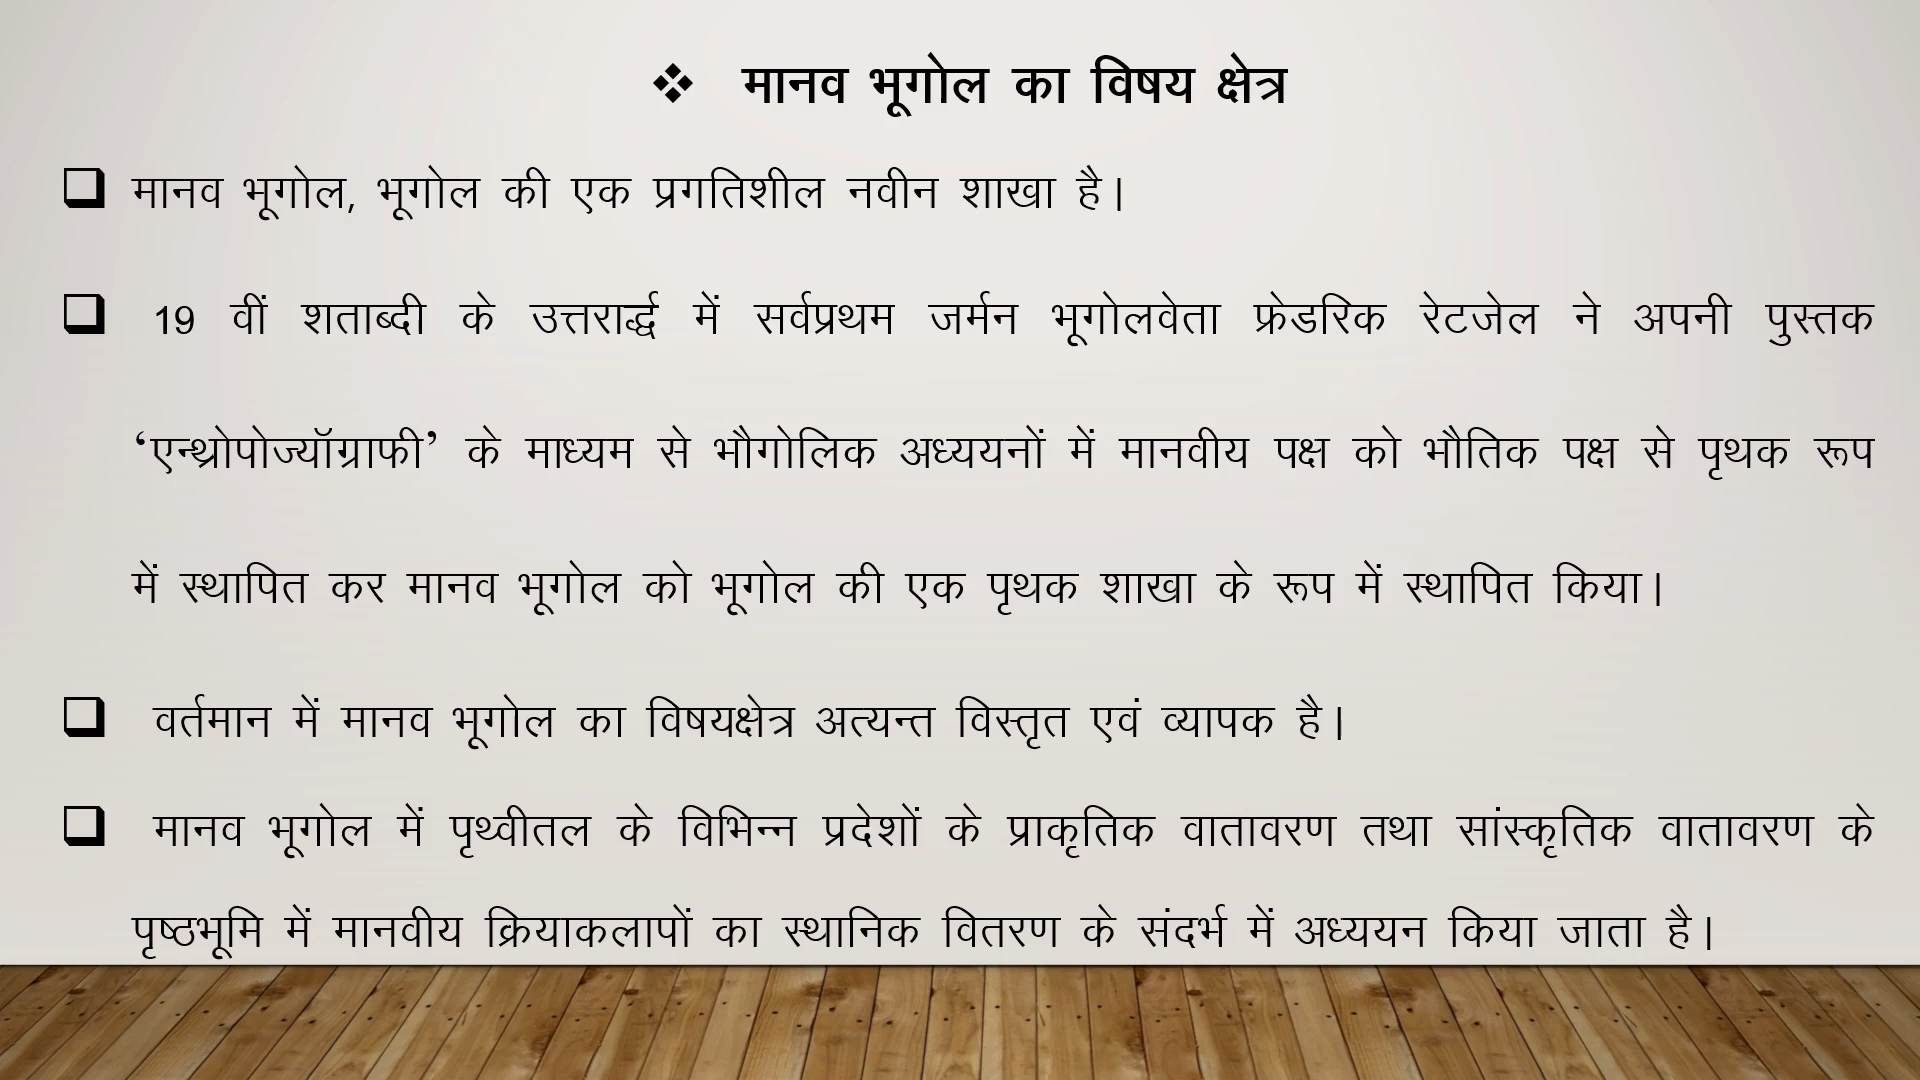 ❖ मानव भूगोल का विषय क्षेत्र
❑ मानव भूगोल, भूगोल की एक प्रगतिशील नवीन शाखा है।
❑ 19 वीं शताब्दी के उत्तरार्द्ध में सर्वप्रथम जर्मन भूगोलवेता फ्रेडरिक रेटजेल ने अपनी पुस्तक
‘एन्थ्रोपोज्यॉग्राफी’ के माध्यम से भौगोलिक अध्ययनों में मानवीय पक्ष को भौतिक पक्ष से पृथक रूप
में स्थापित कर मानव भूगोल को भूगोल की एक पृथक शाखा के रूप में स्थापित किया।
❑ वर्तमान में मानव भूगोल का विषयक्षेत्र अत्यन्त विस्तृत एवं व्यापक है।
❑ मानव भूगोल में पृथ्वीतल के विभिन्न प्रदेशों के प्राकृतिक वातावरण तथा सांस्कृतिक वातावरण के
पृष्ठभूमि में मानवीय क्रियाकलापों का स्थानिक वितरण के संदर्भ में अध्ययन किया जाता है।